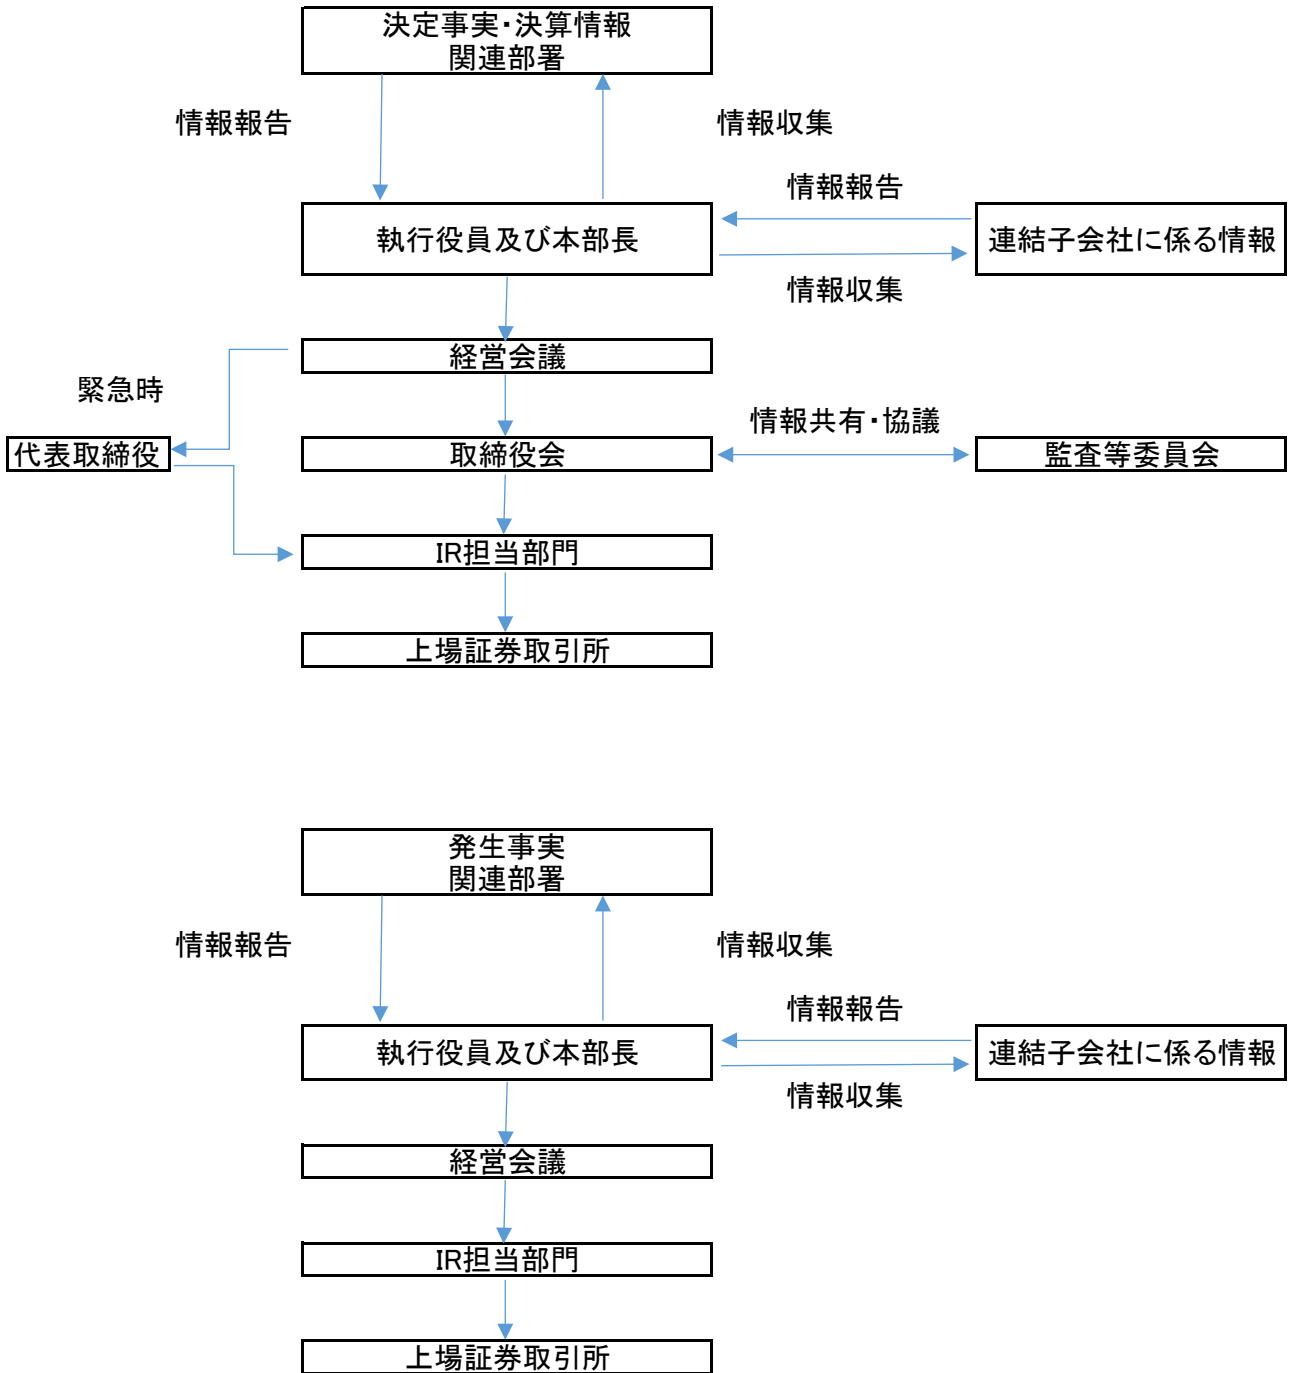 決定事実・決算情報
関連部署
情報報告
情報収集
情報報告
執行役員及び本部長
連結子会社に係る情報
情報収集
経営会議
緊急時
情報共有・協議
代表取締役
取締役会
監査等委員会
IR担当部門
上場証券取引所
発生事実
関連部署
情報報告
情報収集
情報報告
執行役員及び本部長
連結子会社に係る情報
情報収集
経営会議
IR担当部門
上場証券取引所